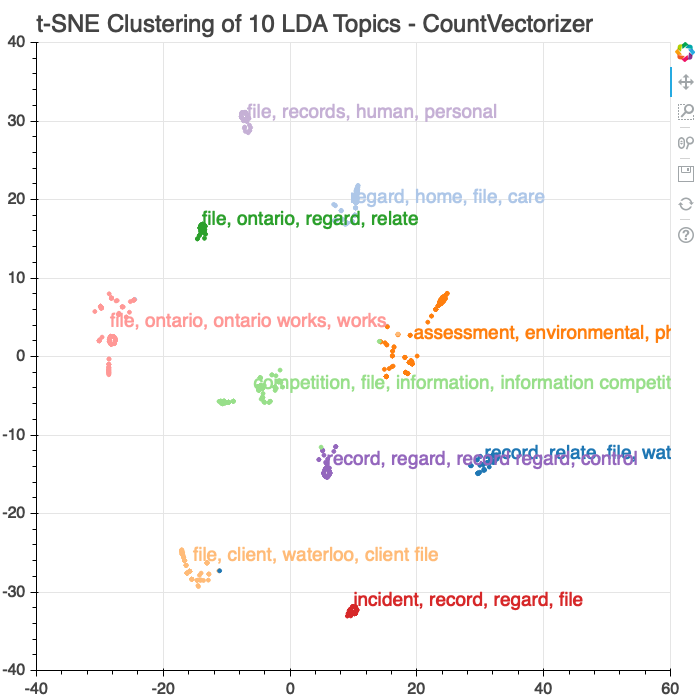 t-SNE Clustering of 10 LDA Topics - CountVectorizer
40
file, records, human, personal
30
regard, home, file, care
20
file, ontario, regard, relate
10
file, ontario, ontario works, works
assessment, environmental, ph
0
competition, file, information, information competit
-10
record, relate, file, wat
record, regard, record regard, control
-20
file, client, waterloo, client file
-30
incident, record, regard, file
-40
-40 -20 0 20 40 60